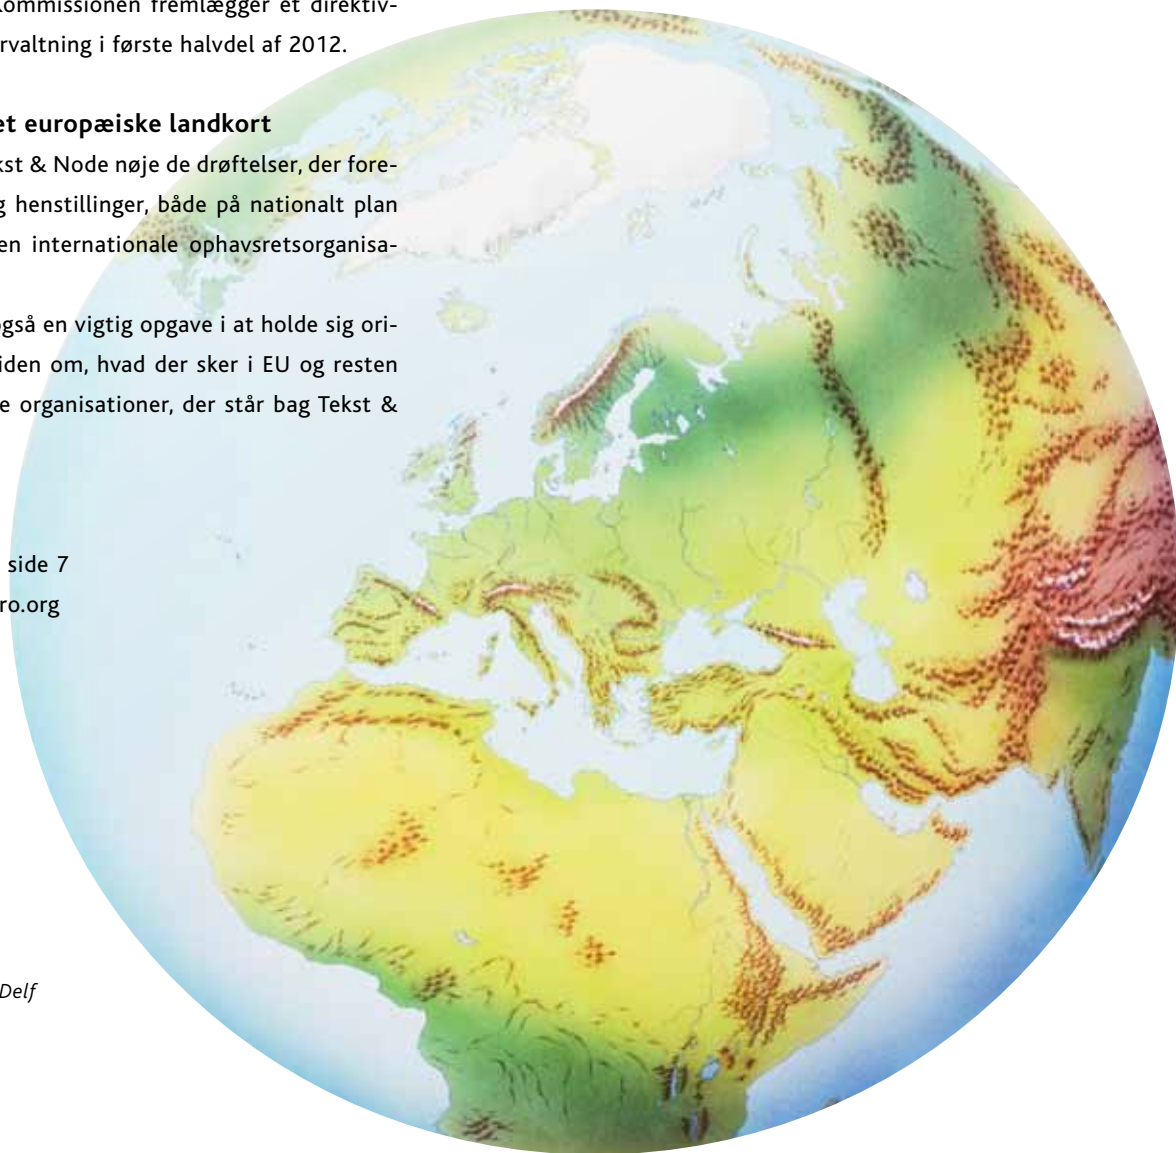 Kommissionen fremlægger et direktiv-
rvaltning i første halvdel af 2012.
et europæiske landkort
kst & Node nøje de drøftelser, der fore-
g henstillinger, både på nationalt plan
en internationale ophavsretsorganisa-
også en vigtig opgave i at holde sig ori-
iden om, hvad der sker i EU og resten
e organisationer, der står bag Tekst &
side 7
ro.org
Delf